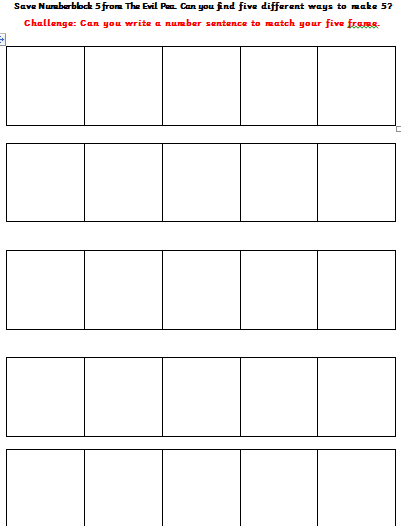 Save Numberblock 5 from The Evil Pea. Can you find five different ways to make 5?
Challenge: Can you write a number sentence to match your five frame.